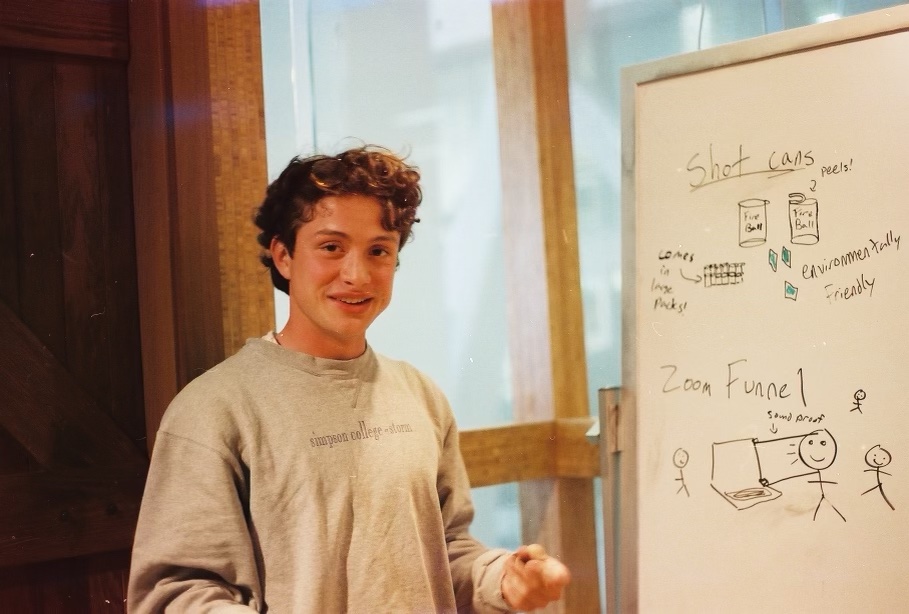 simpson college - storm
Shot cans
peels!
Fire
Ball
Fire
Ball
comes
in
large
packs!
environmentally
Friendly
Zoom Funnel
Sound proof